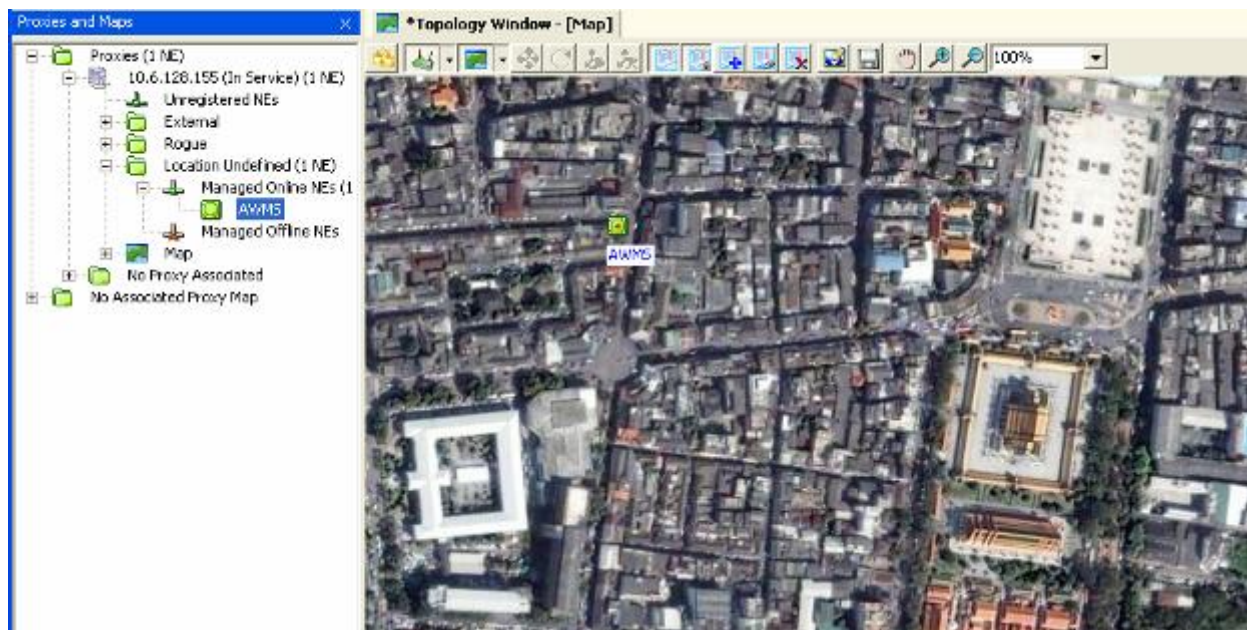 Proxies and Maps
Proxies (1 NE)
10.6.128.155 (In Service) (1 NE)
Unregistered NEs
External
Rogue
Location Undefined (1 NE)
Managed Online NEs (1
AWMS
Managed Offline NEs
Map
No Proxy Associated
No Associated Proxy Map
*Topology Window - [Map]
100%
AWMS